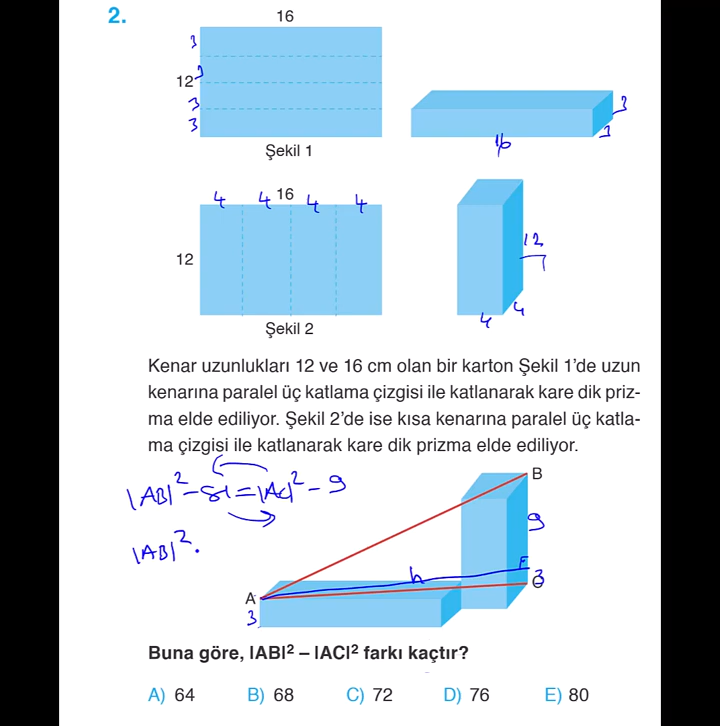 2.
16
3
12
3
3
3
Şekil 1
16
3
3
16
4 4 4 4
12
Şekil 2
12
4 4
Kenar uzunlukları 12 ve 16 cm olan bir karton Şekil 1'de uzun
kenarına paralel üç katlama çizgisi ile katlanarak kare dik priz-
ma elde ediliyor. Şekil 2'de ise kısa kenarına paralel üç katla-
ma çizgisi ile katlanarak kare dik prizma elde ediliyor.
|AB|² - 81 = |AC|² - 9
|AB|².
B
9
h
E
A
C
3
3
Buna göre, |AB|² – |AC|² farkı kaçtır?
A) 64 B) 68 C) 72 D) 76 E) 80